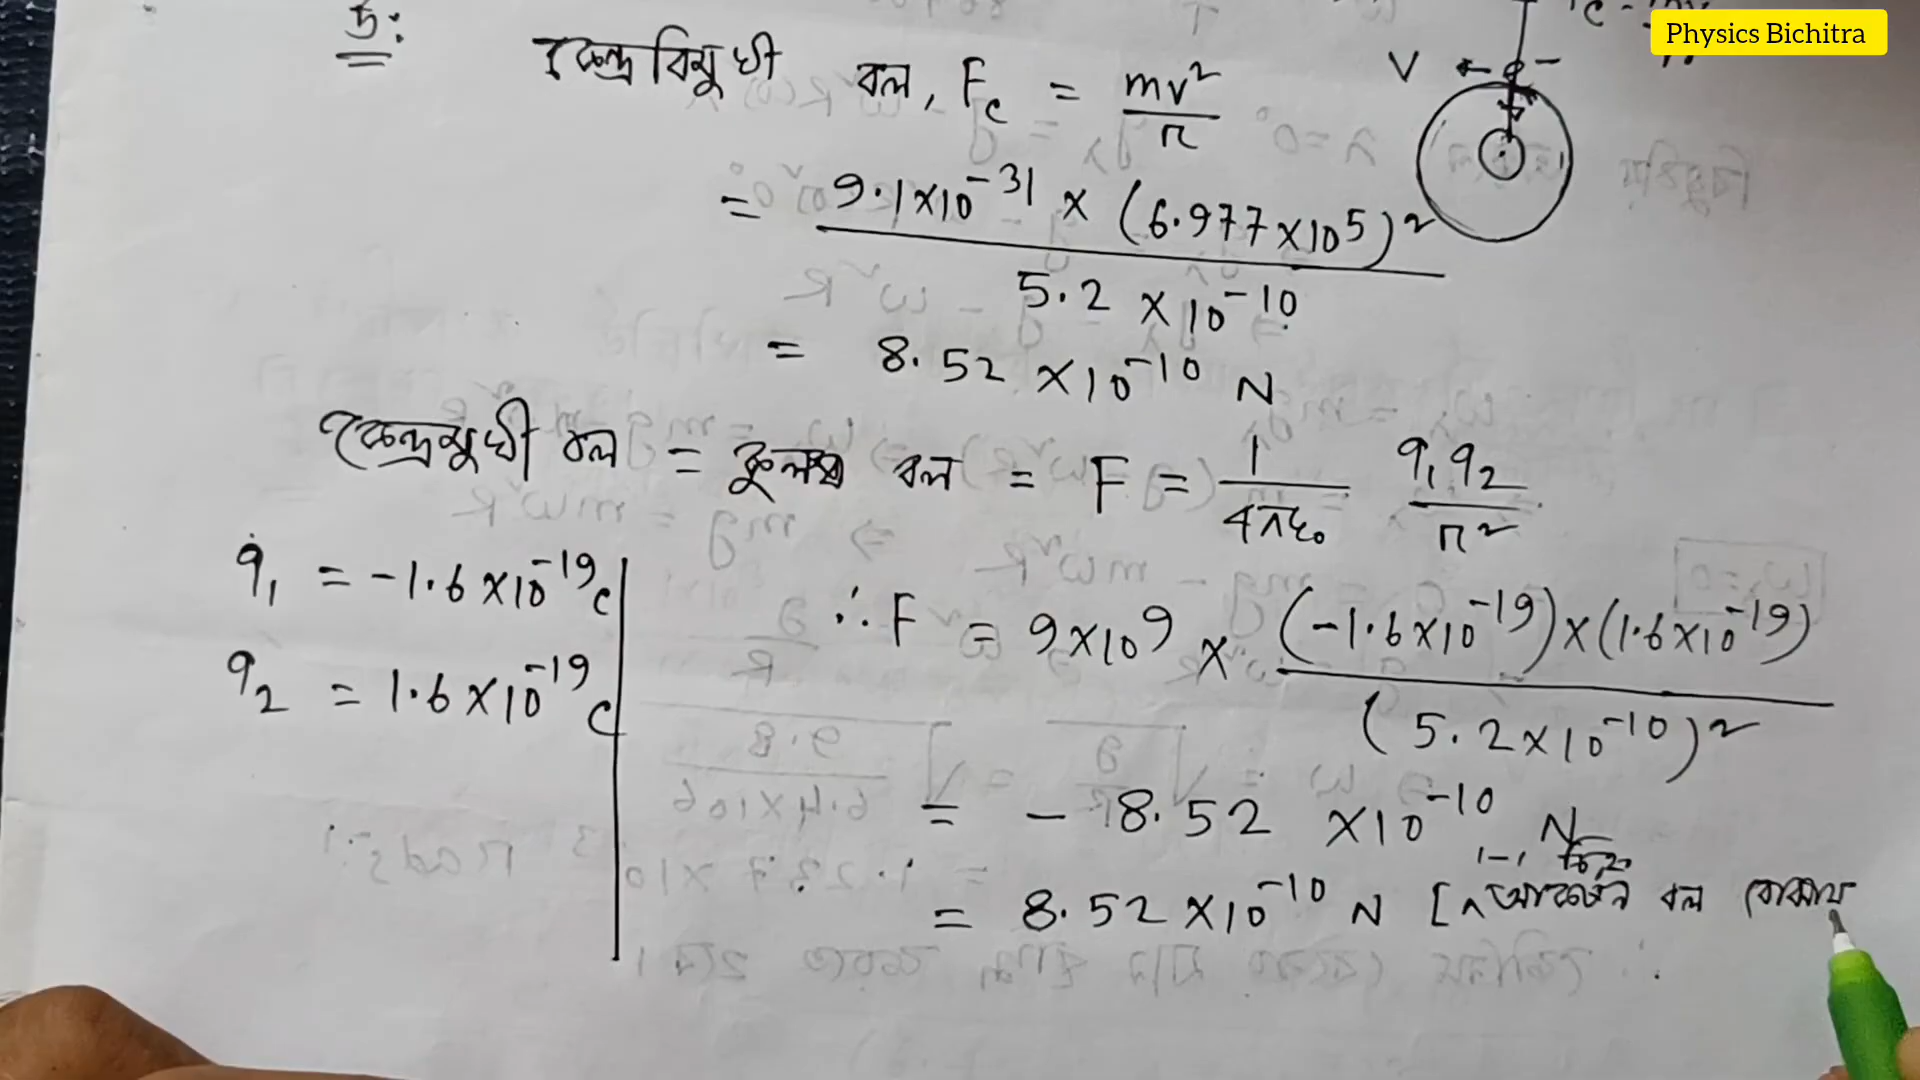 Physics Bichitra
চ:
কেন্দ্রবিমুখী বল, Fc = mv²/r
V
= 9.1×10⁻³¹ × (6.977×10⁵)² / 5.2 × 10⁻¹⁰
= 8.52 × 10⁻¹⁰ N
কেন্দ্রমুখী বল = কুলম্ব বল = F = 1/4πε₀ q₁q₂/r²
q₁ = -1.6×10⁻¹⁹ C
q₂ = 1.6×10⁻¹⁹ C
∴ F = 9×10⁹ × (-1.6×10⁻¹⁹)×(1.6×10⁻¹⁹) / (5.2×10⁻¹⁰)²
= - 8.52 ×10⁻¹⁰ N
= 8.52×10⁻¹⁰ N [ '-' চিহ্ন আকর্ষণ বল বোঝায়